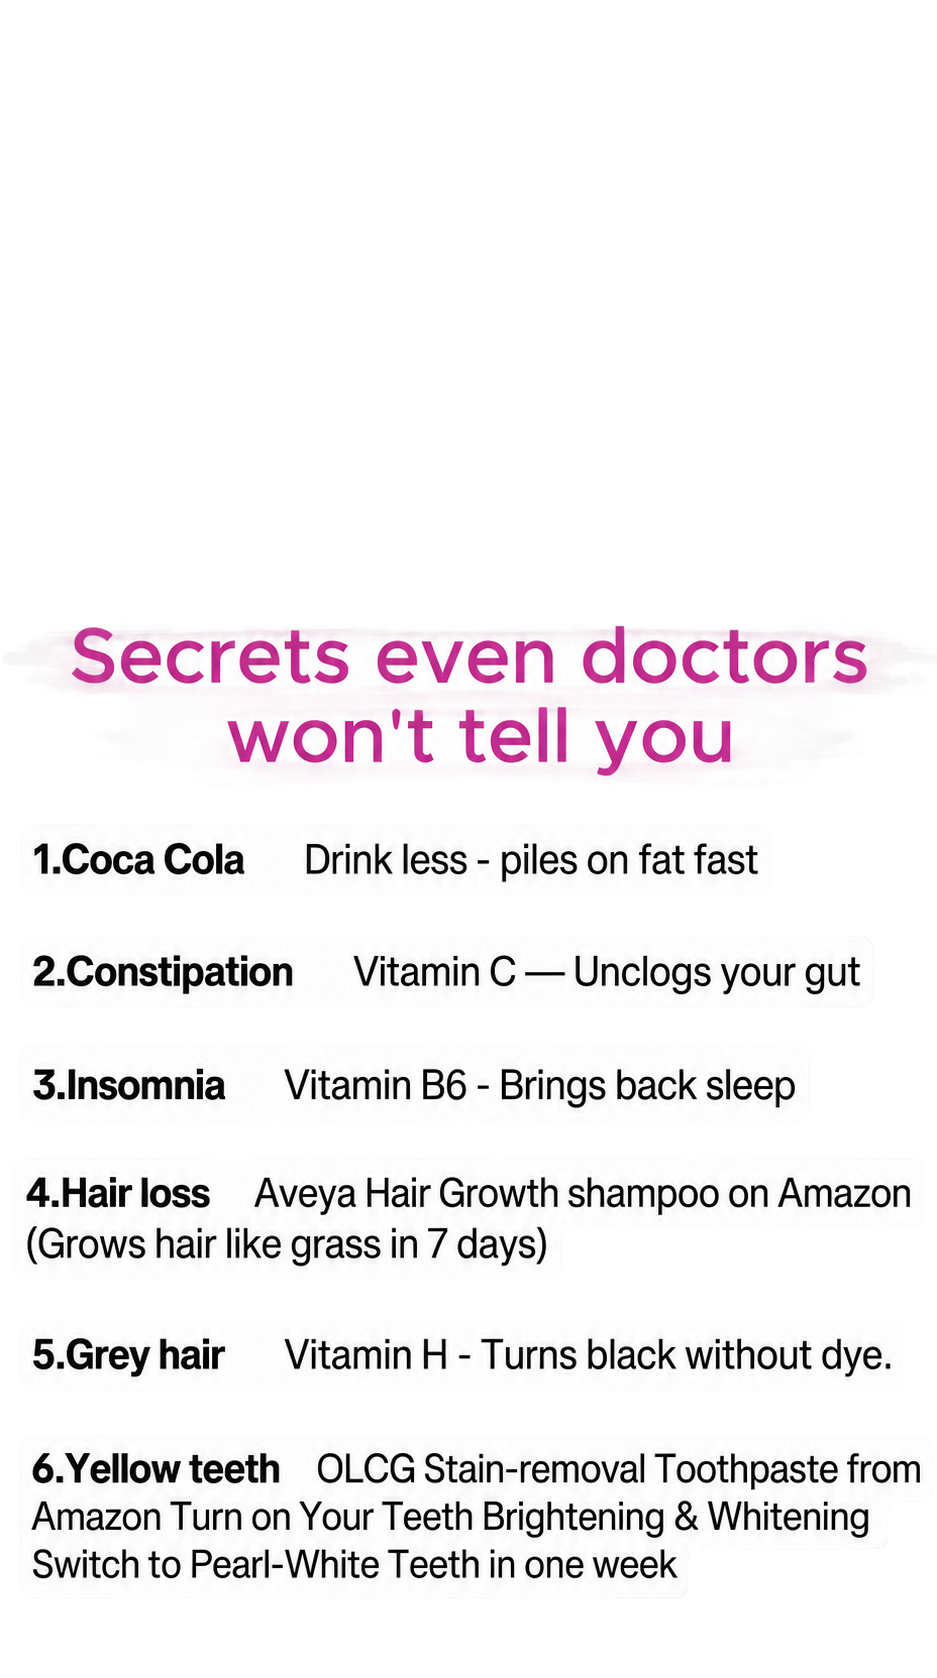 Secrets even doctors
won't tell you
1.Coca Cola Drink less - piles on fat fast
2.Constipation Vitamin C — Unclogs your gut
3.Insomnia Vitamin B6 - Brings back sleep
4.Hair loss Aveya Hair Growth shampoo on Amazon
(Grows hair like grass in 7 days)
5.Grey hair Vitamin H - Turns black without dye.
6.Yellow teeth OLCG Stain-removal Toothpaste from
Amazon Turn on Your Teeth Brightening & Whitening
Switch to Pearl-White Teeth in one week